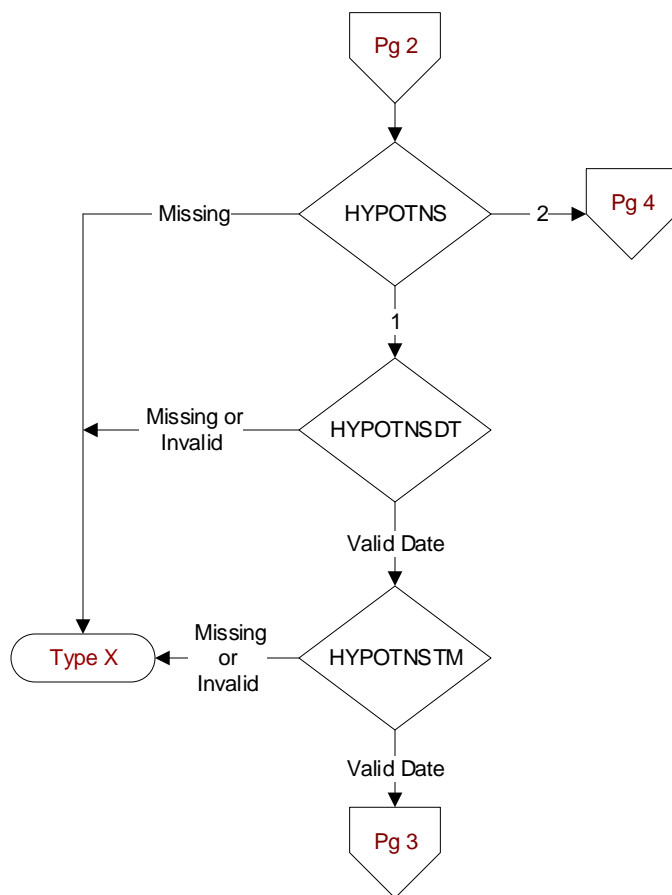 Pg 2
HYPOTNS
Missing
2
Pg 4
1
HYPOTNSDT
Missing or
Invalid
Valid Date
HYPOTNSTM
Missing
or
Invalid
Type X
Valid Date
Pg 3